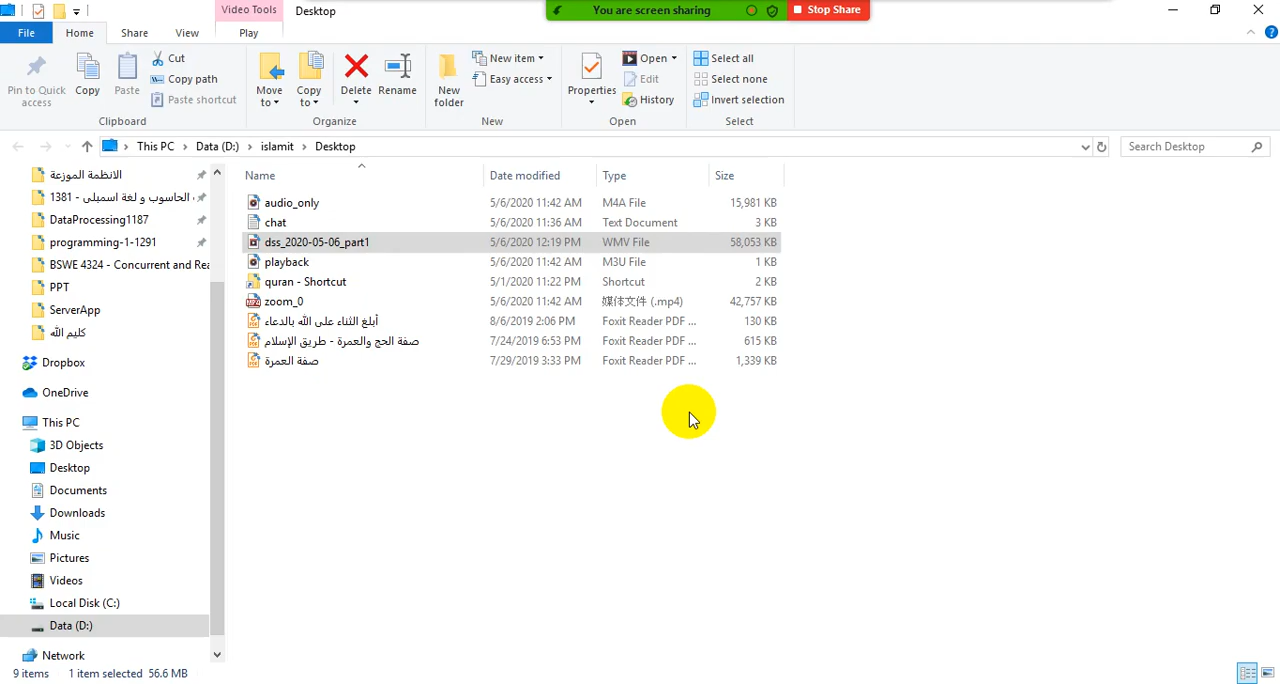 Video Tools
Desktop
You are screen sharing
Stop Share
File
Home
Share
View
Play
Pin to Quick access
Copy
Paste
Cut
Copy path
Paste shortcut
Move to
Copy to
Delete
Rename
New folder
New item
Easy access
Properties
Open
Edit
History
Select all
Select none
Invert selection
Clipboard
Organize
New
Open
Select
This PC
Data (D:)
islamit
Desktop
Search Desktop
Name
Date modified
Type
Size
الانظمة الموزعة
الحاسوب و لغة اسمبلي - 1381
DataProcessing1187
programming-1-1291
BSWE 4324 - Concurrent and Rea
PPT
ServerApp
كليم الله
Dropbox
OneDrive
This PC
3D Objects
Desktop
Documents
Downloads
Music
Pictures
Videos
Local Disk (C:)
Data (D:)
Network
audio_only 5/6/2020 11:42 AM M4A File 15,981 KB
chat 5/6/2020 11:36 AM Text Document 3 KB
dss_2020-05-06_part1 5/6/2020 12:19 PM WMV File 58,053 KB
playback 5/6/2020 11:42 AM M3U File 1 KB
quran - Shortcut 5/1/2020 11:22 PM Shortcut 2 KB
zoom_0 5/6/2020 11:42 AM 媒体文件 (.mp4) 42,757 KB
أبلغ الثناء على الله بالدعاء 8/6/2019 2:06 PM Foxit Reader PDF ... 130 KB
صفة الحج والعمرة - طريق الإسلام 7/24/2019 6:53 PM Foxit Reader PDF ... 615 KB
صفة العمرة 7/29/2019 3:33 PM Foxit Reader PDF ... 1,339 KB
9 items 1 item selected 56.6 MB